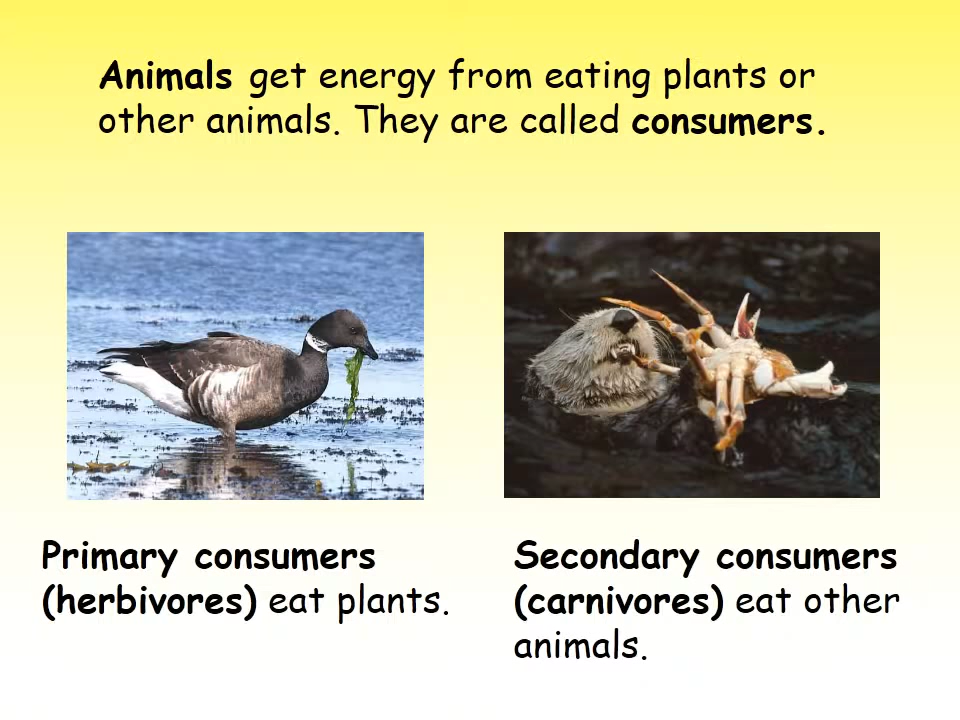 Animals get energy from eating plants or
other animals. They are called consumers.
Primary consumers
(herbivores) eat plants.
Secondary consumers
(carnivores) eat other
animals.